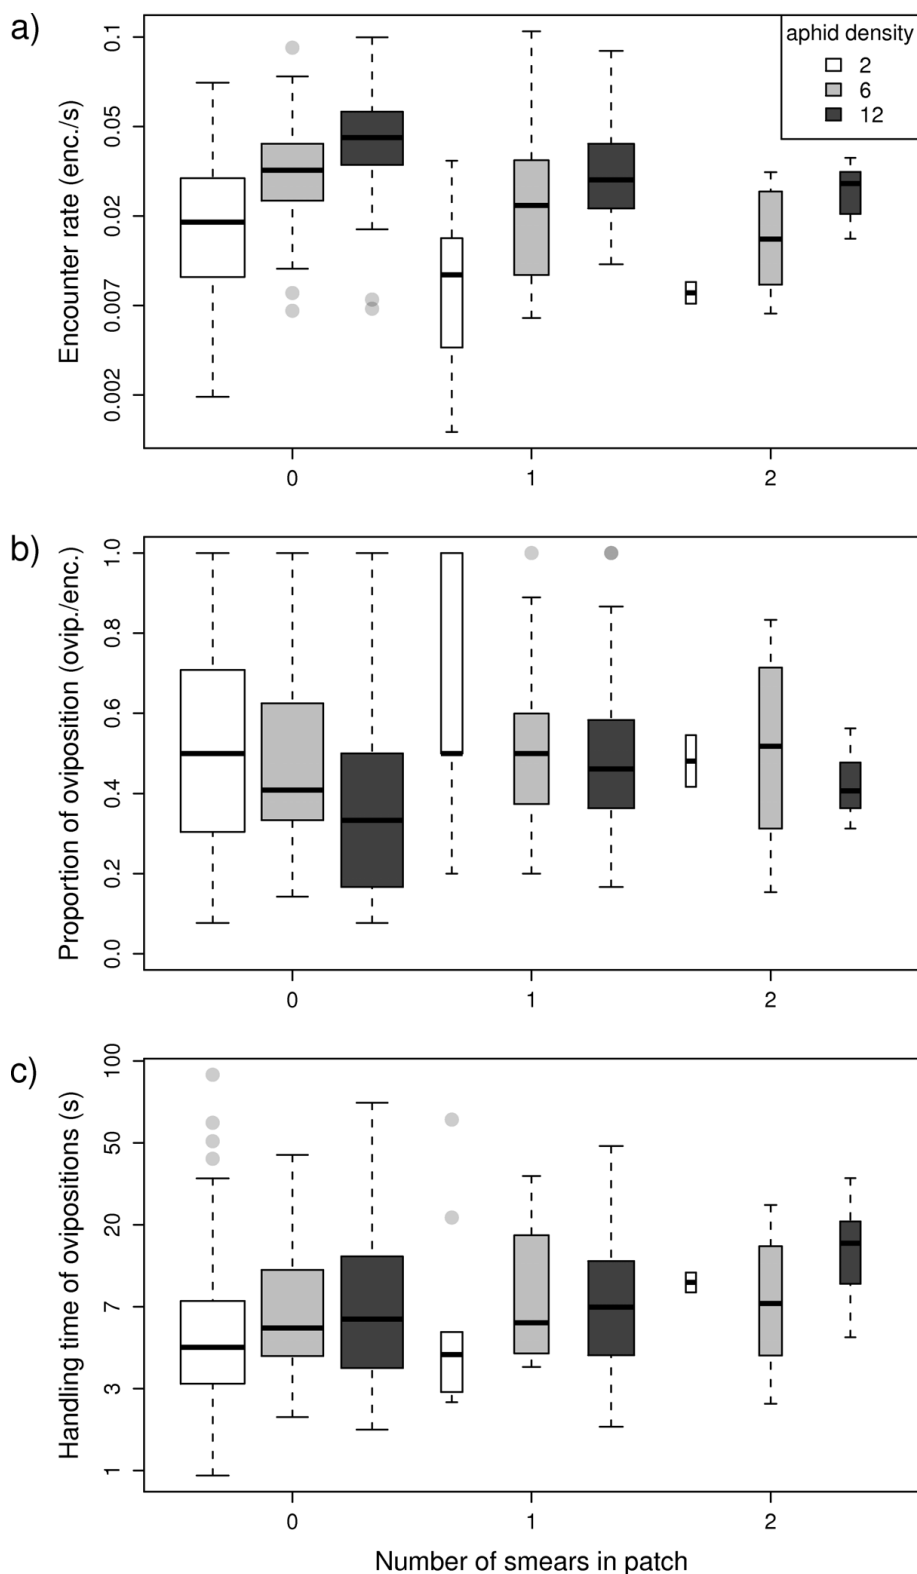 a)
Encounter rate (enc./s)
0.1
0.05
0.02
0.007
0.002
aphid density
2
6
12
0 1 2
b)
Proportion of oviposition (ovip./enc.)
1.0
0.8
0.6
0.4
0.2
0.0
0 1 2
c)
Handling time of ovipositions (s)
100
50
20
7
3
1
0 1 2
Number of smears in patch